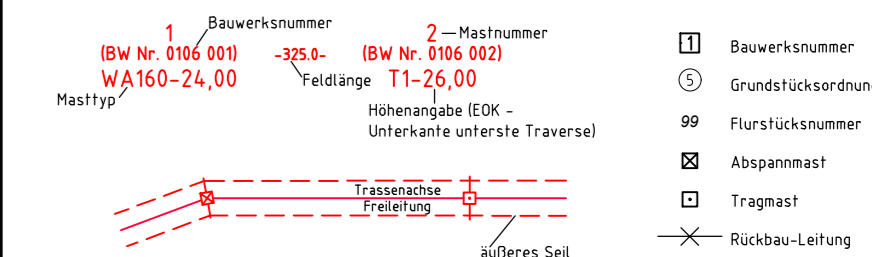 Bauwerksnummer
1
2
Mastnummer
(BW Nr. 0106 001)
-325.0-
(BW Nr. 0106 002)
WA160-24,00
Feldlänge
T1-26,00
Masttyp
Höhenangabe (EOK -
Unterkante unterste Traverse)
Trassenachse
Freileitung
äußeres Seil
1 Bauwerksnummer
5 Grundstücksordnun
99 Flurstücksnummer
Abspannmast
Tragmast
Rückbau-Leitung